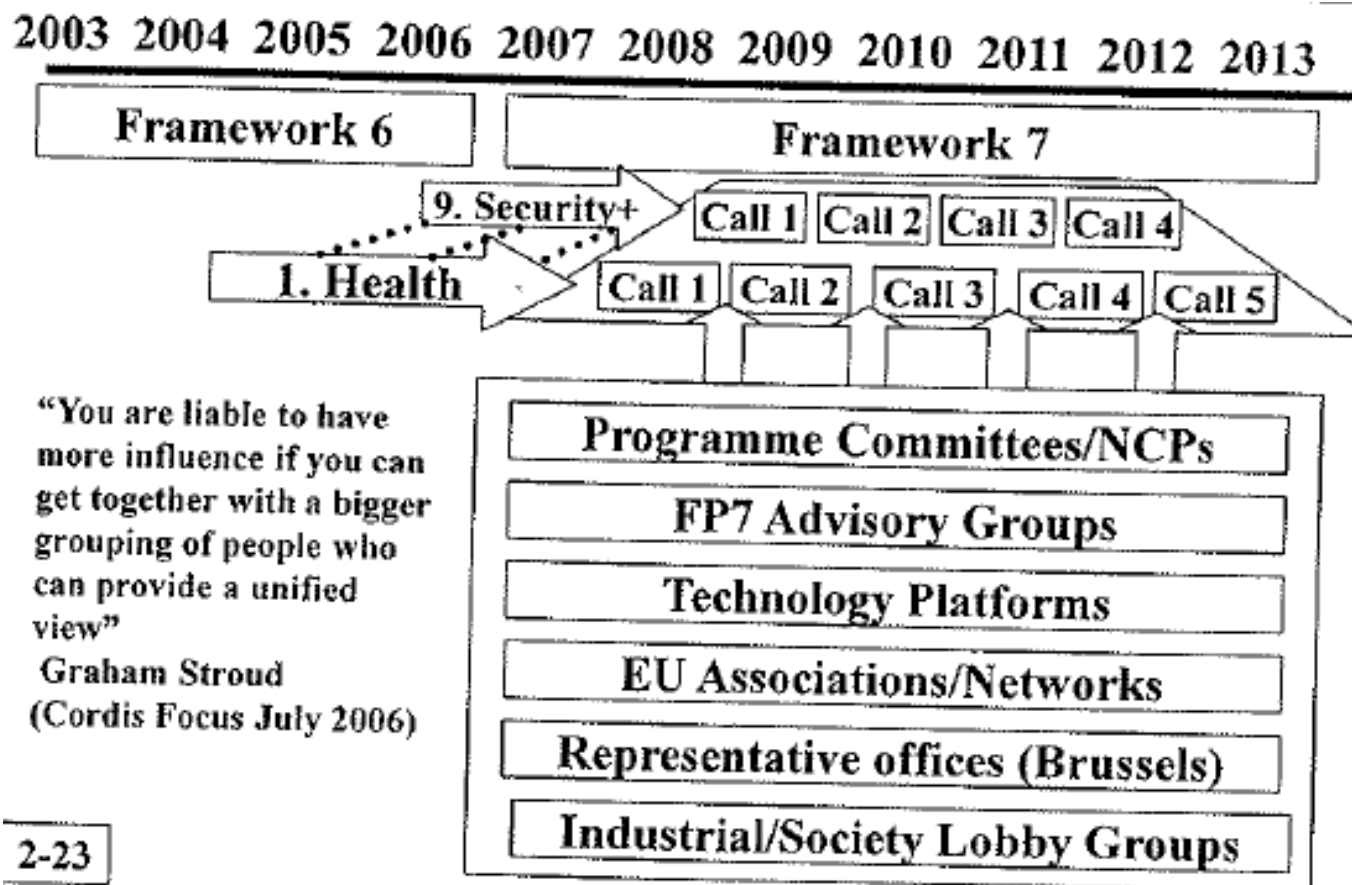 2003 2004 2005 2006 2007 2008 2009 2010 2011 2012 2013
Framework 6
Framework 7
9. Security+
Call 1 Call 2 Call 3 Call 4
1. Health
Call 1 Call 2 Call 3 Call 4 Call 5
“You are liable to have
more influence if you can
get together with a bigger
grouping of people who
can provide a unified
view”
Graham Stroud
(Cordis Focus July 2006)
Programme Committees/NCPs
FP7 Advisory Groups
Technology Platforms
EU Associations/Networks
Representative offices (Brussels)
Industrial/Society Lobby Groups
2-23